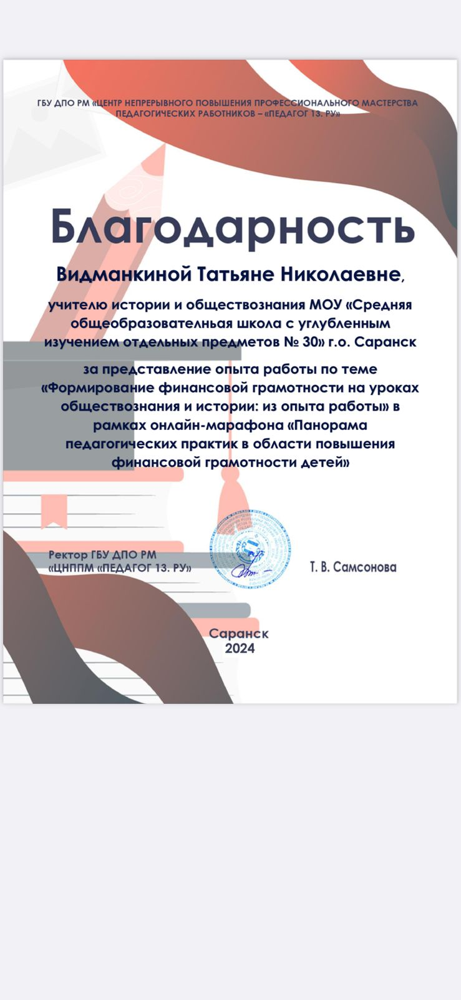 ГБУ ДПО РМ «ЦЕНТР НЕПРЕРЫВНОГО ПОВЫШЕНИЯ ПРОФЕССИОНАЛЬНОГО МАСТЕРСТВА
ПЕДАГОГИЧЕСКИХ РАБОТНИКОВ – «ПЕДАГОГ 13. РУ»
Благодарность
Видманкиной Татьяне Николаевне,
учителю истории и обществознания МОУ «Средняя
общеобразователньая школа с углубленным
изучением отдельных предметов № 30» г.о. Саранск
за представление опыта работы по теме
«Формирование финансовой грамотности на уроках
обществознания и истории: из опыта работы» в
рамках онлайн-марафона «Панорама
педагогических практик в области повышения
финансовой грамотности детей»
Ректор ГБУ ДПО РМ
«ЦНППМ «ПЕДАГОГ 13. РУ»
Т. В. Самсонова
Саранск
2024